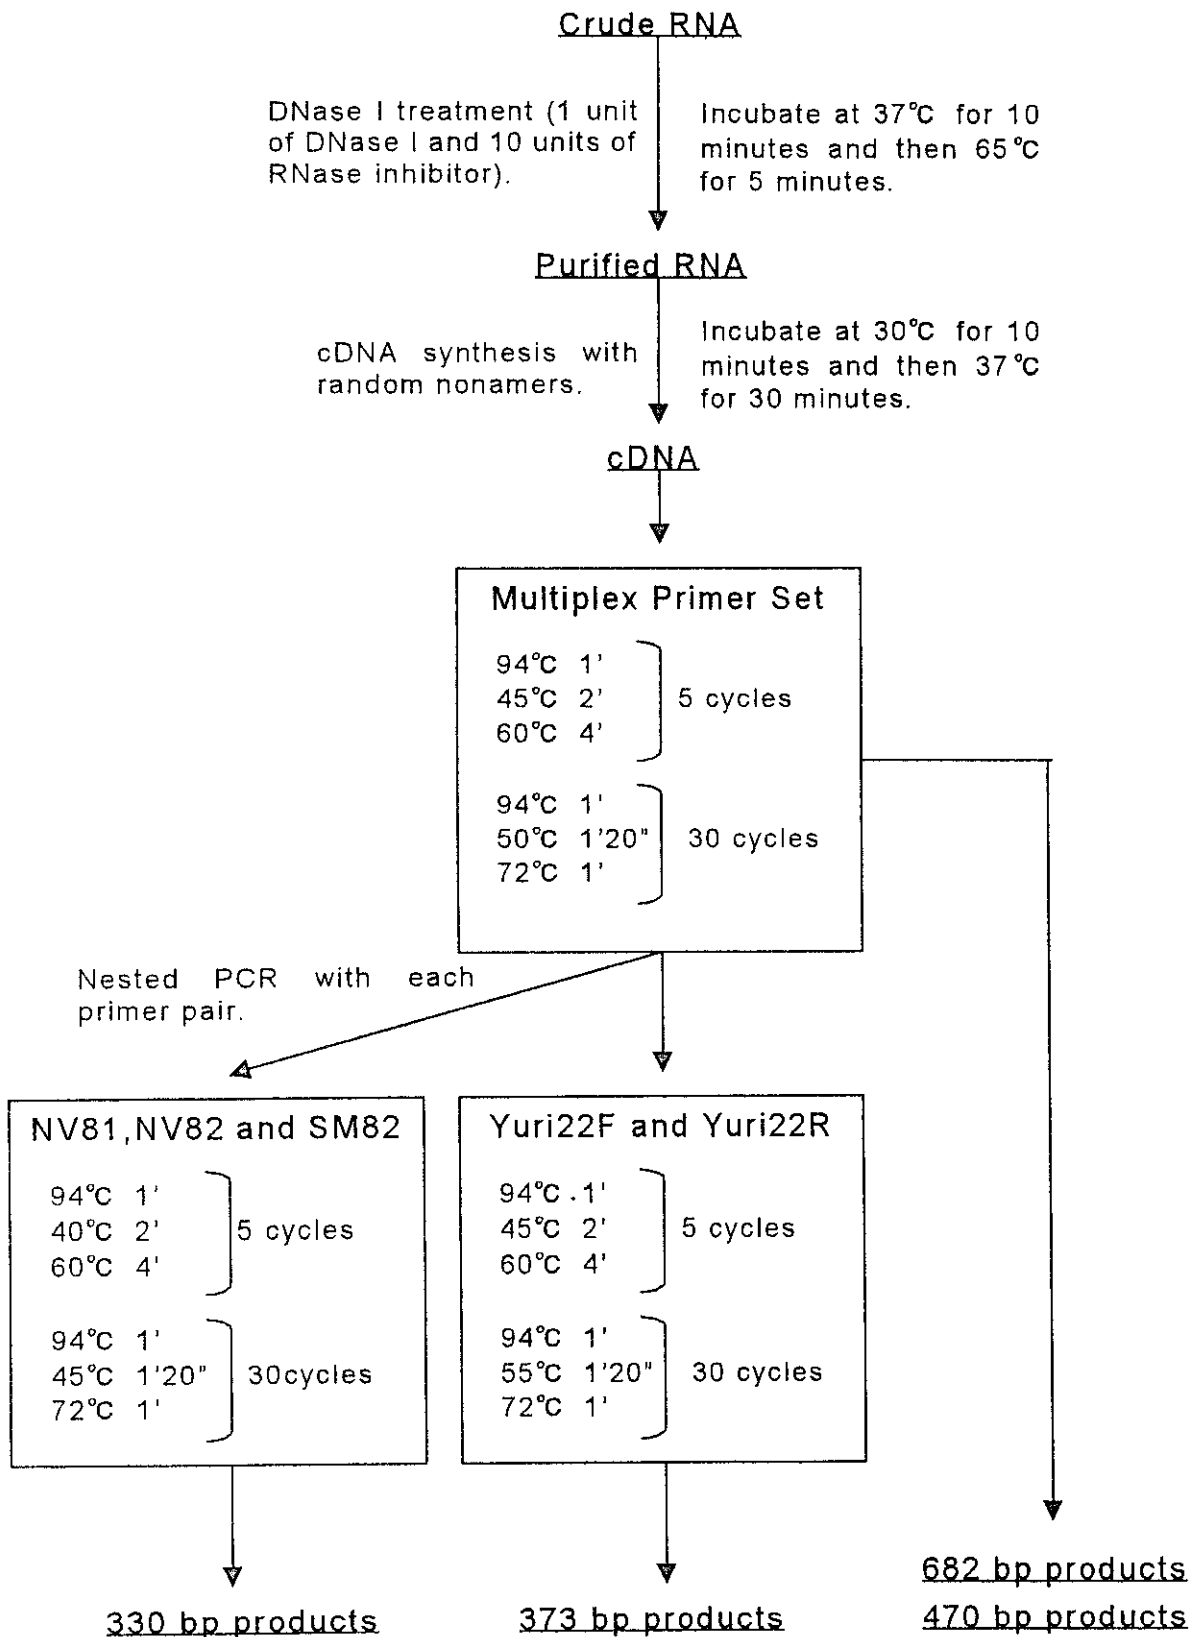 Crude RNA
DNase I treatment (1 unit
of DNase I and 10 units of
RNase inhibitor).
Incubate at 37℃ for 10
minutes and then 65℃
for 5 minutes.
Purified RNA
cDNA synthesis with
random nonamers.
Incubate at 30℃ for 10
minutes and then 37℃
for 30 minutes.
cDNA
Multiplex Primer Set
94℃ 1'
45℃ 2'
60℃ 4'
5 cycles
94℃ 1'
50℃ 1'20"
72℃ 1'
30 cycles
Nested PCR with each
primer pair.
NV81,NV82 and SM82
94℃ 1'
40℃ 2'
60℃ 4'
5 cycles
94℃ 1'
45℃ 1'20"
72℃ 1'
30cycles
Yuri22F and Yuri22R
94℃ 1'
45℃ 2'
60℃ 4'
5 cycles
94℃ 1'
55℃ 1'20"
72℃ 1'
30 cycles
330 bp products
373 bp products
682 bp products
470 bp products